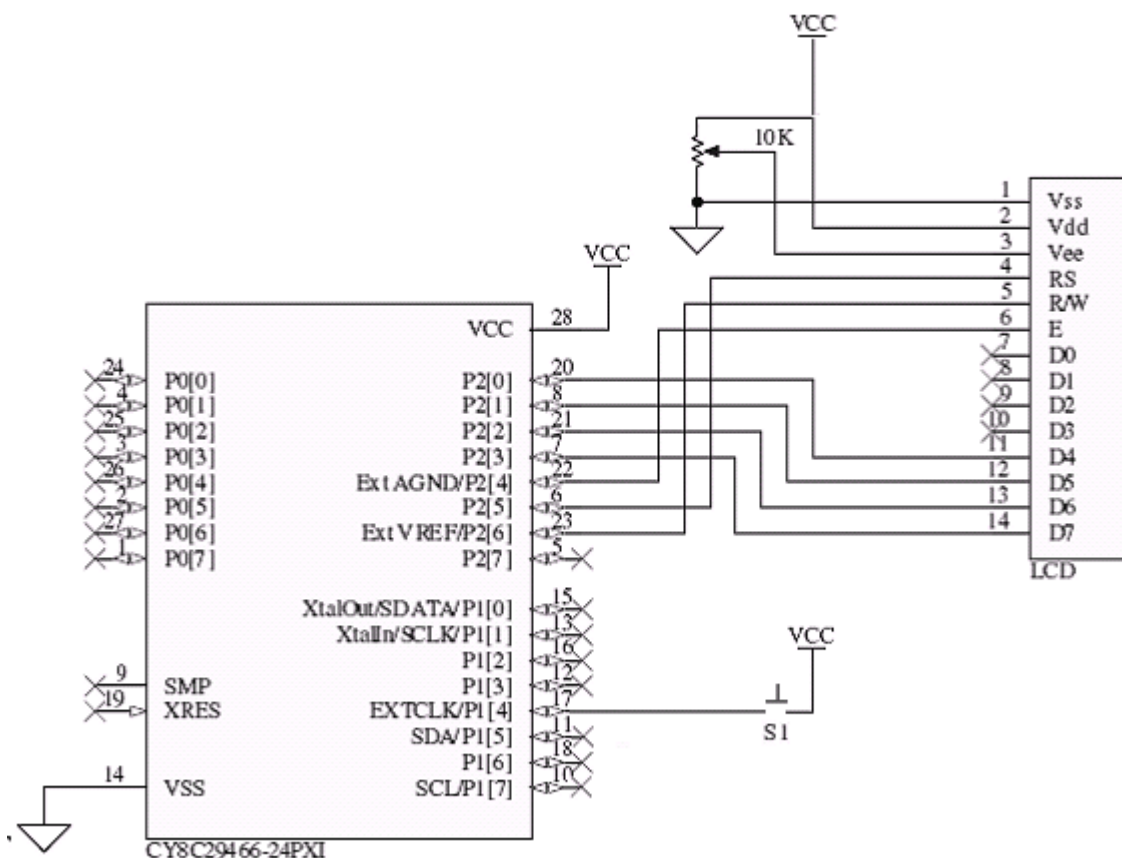 VCC
10K
1 Vss
2 Vdd
3 Vee
4 RS
5 R/W
6 E
7 D0
8 D1
9 D2
10 D3
11 D4
12 D5
13 D6
14 D7
LCD
VCC
VCC 28
24 P0[0] P2[0] 20
4 P0[1] P2[1] 8
25 P0[2] P2[2] 21
3 P0[3] P2[3] 7
26 P0[4] ExtAGND/P2[4] 22
2 P0[5] P2[5] 6
27 P0[6] ExtVREF/P2[6] 23
1 P0[7] P2[7] 5
XtalOut/SDATA/P1[0] 15
XtalIn/SCLK/P1[1] 13
P1[2] 16
P1[3] 12
9 SMP
19 XRES EXTCLK/P1[4] 17
SDA/P1[5] 11
P1[6] 18
14 VSS SCL/P1[7] 10
VCC
S1
CY8C29466-24PXI